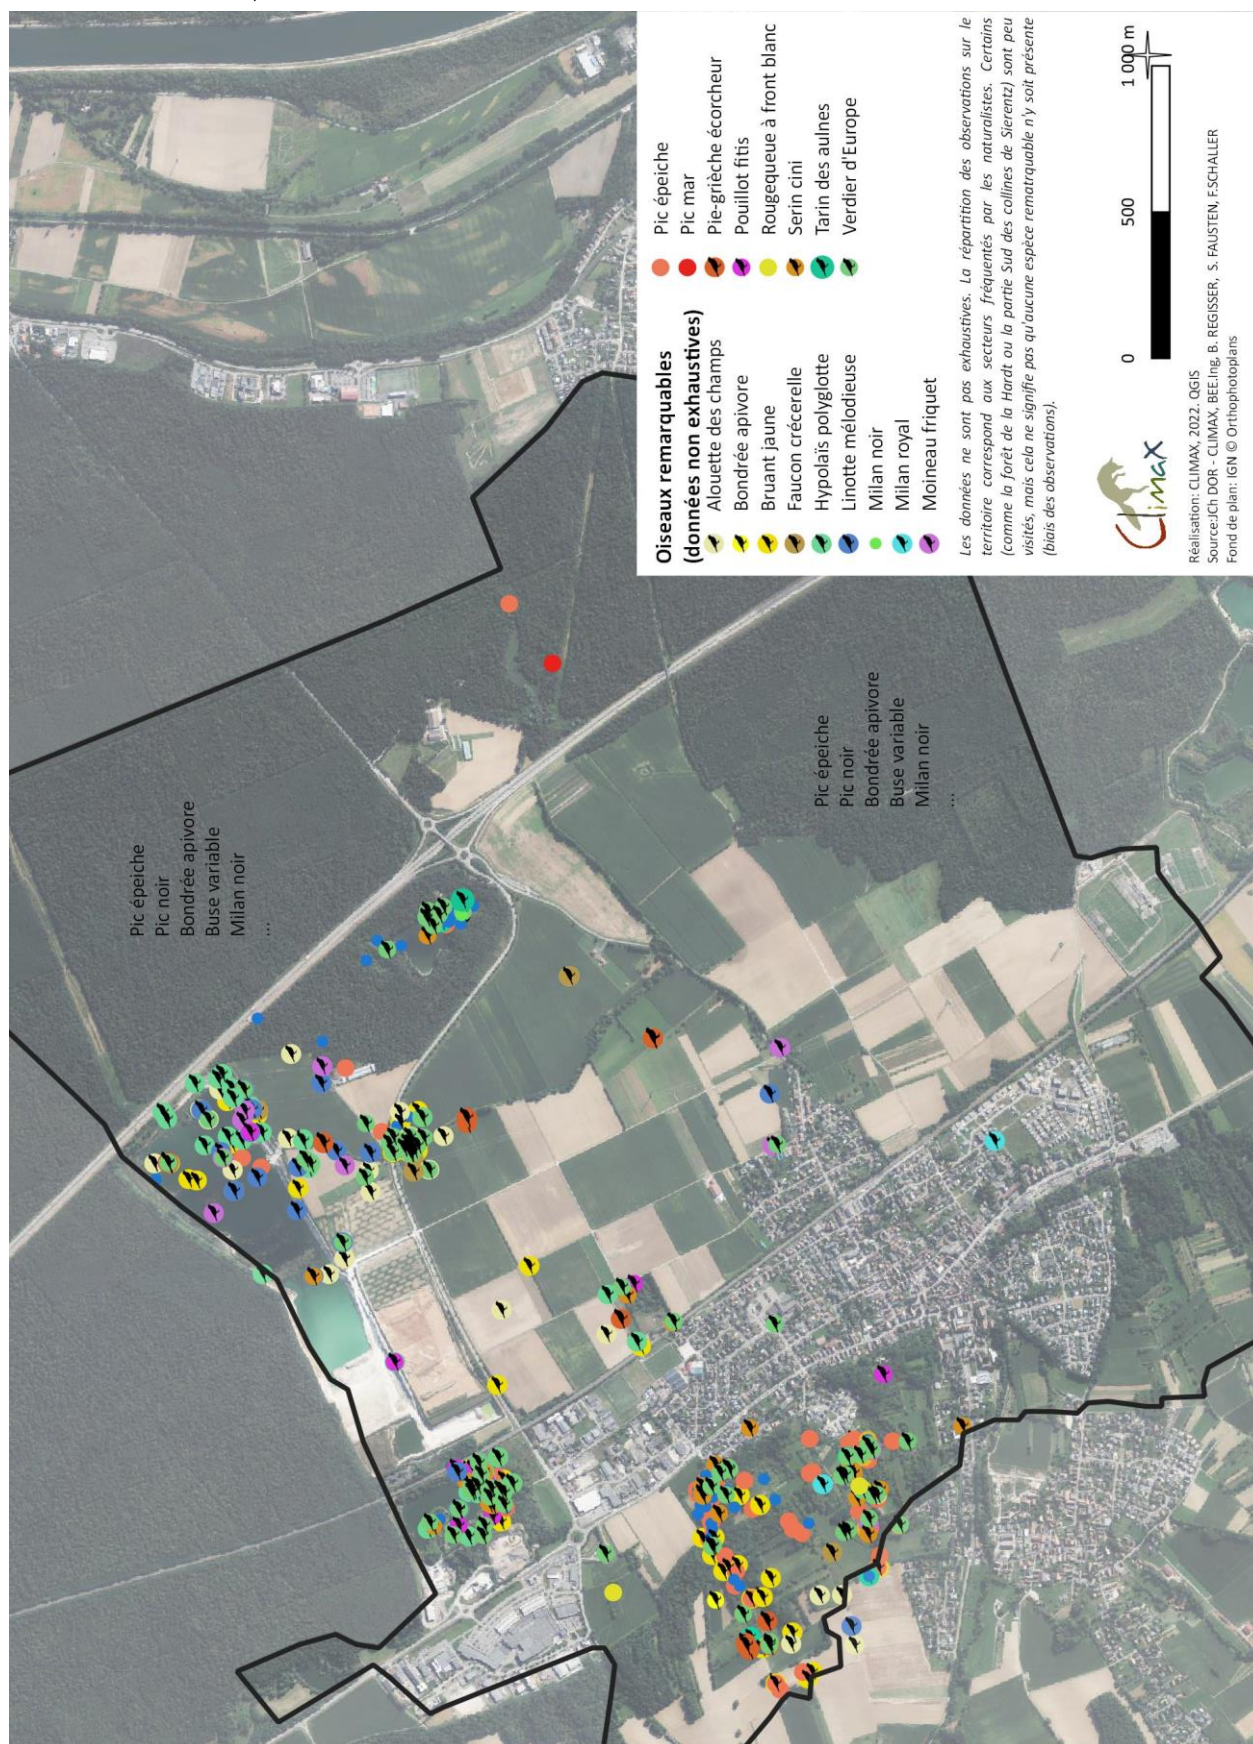 Pic épeiche
Pic noir
Bondrée apivore
Buse variable
Milan noir
...
Pic épeiche
Pic noir
Bondrée apivore
Buse variable
Milan noir
...
Oiseaux remarquables
(données non exhaustives)
Alouette des champs
Bondrée apivore
Bruant jaune
Faucon crécerelle
Hypolaïs polyglotte
Linotte mélodieuse
Milan noir
Milan royal
Moineau friquet
Pic épeiche
Pic mar
Pie-grièche écorcheur
Pouillot fitis
Rougequeue à front blanc
Serin cini
Tarin des aulnes
Verdier d'Europe
Les données ne sont pas exhaustives. La répartition des observations sur le
territoire correspond aux secteurs fréquentés par les naturalistes. Certains
(comme la forêt de la Hardt ou la partie Sud des collines de Sierentz) sont peu
visités, mais cela ne signifie pas qu'aucune espèce rematrquable n'y soit présente
(biais des observations).
Climax
0 500 1 000 m
Réalisation: CLIMAX, 2022. QGIS
Source:JCh DOR - CLIMAX, BEE.Ing, B. REGISSER, S. FAUSTEN, F.SCHALLER
Fond de plan: IGN © Orthophotoplans